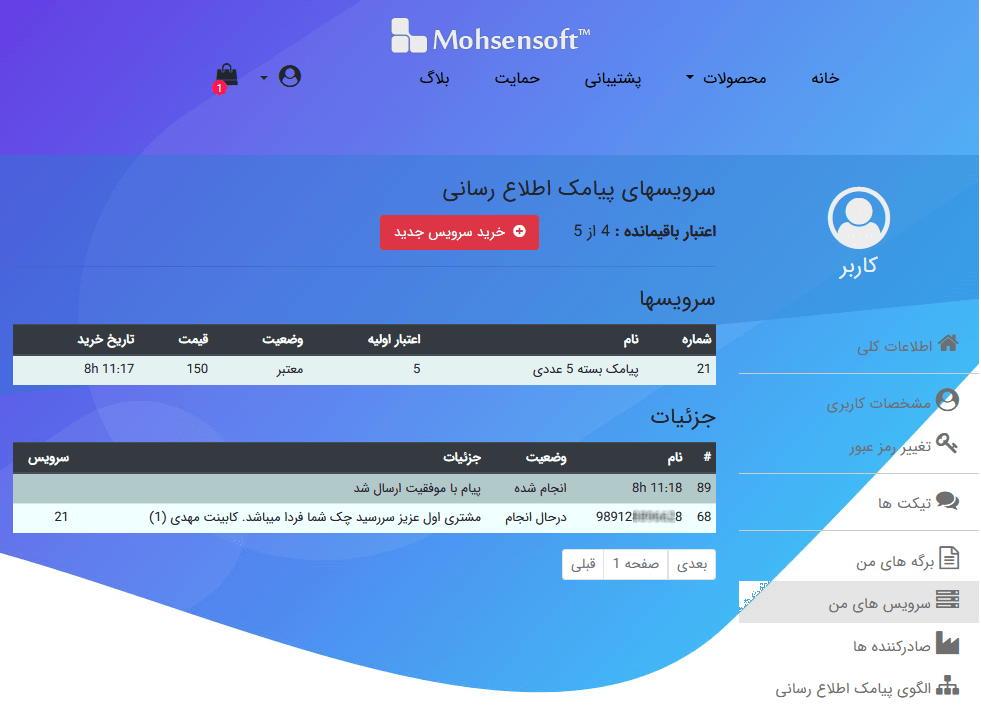 Mohsensoft™
خانه محصولات پشتیبانی حمایت بلاگ
1
کاربر
اطلاعات کلی
مشخصات کاربری
تغییر رمز عبور
تیکت ها
برگه های من
سرویس های من
صادرکننده ها
الگوی پیامک اطلاع رسانی
سرویسهای پیامک اطلاع رسانی
اعتبار باقیمانده : 4 از 5 خرید سرویس جدید
سرویسها
شماره نام اعتبار اولیه وضعیت قیمت تاریخ خرید
21 پیامک بسته 5 عددی 5 معتبر 150 8h 11:17
جزئیات
# نام وضعیت جزئیات سرویس
89 8h 11:18 انجام شده پیام با موفقیت ارسال شد
68 98912 8 درحال انجام مشتری اول عزیز سررسید چک شما فردا میباشد. کابینت مهدی (1) 21
بعدی صفحه 1 قبلی